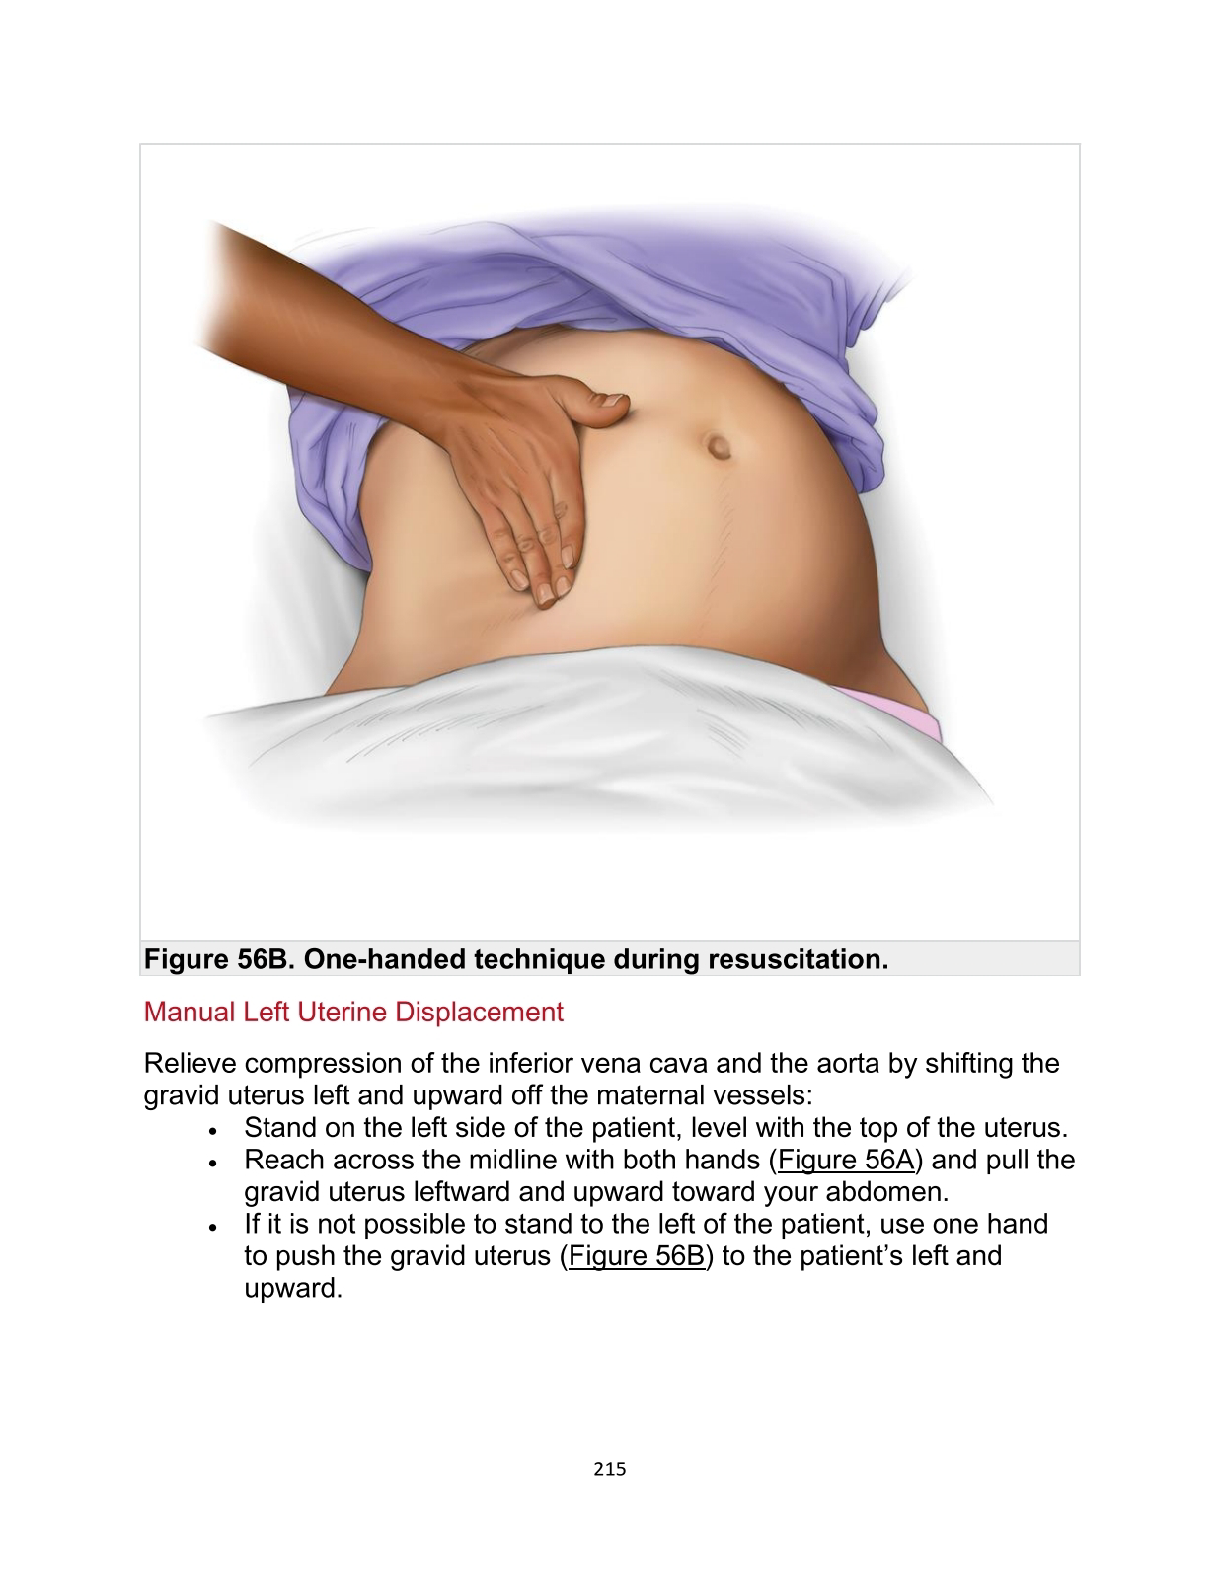 Figure 56B. One-handed technique during resuscitation.
Manual Left Uterine Displacement
Relieve compression of the inferior vena cava and the aorta by shifting the
gravid uterus left and upward off the maternal vessels:
• Stand on the left side of the patient, level with the top of the uterus.
• Reach across the midline with both hands (Figure 56A) and pull the
gravid uterus leftward and upward toward your abdomen.
• If it is not possible to stand to the left of the patient, use one hand
to push the gravid uterus (Figure 56B) to the patient’s left and
upward.
215